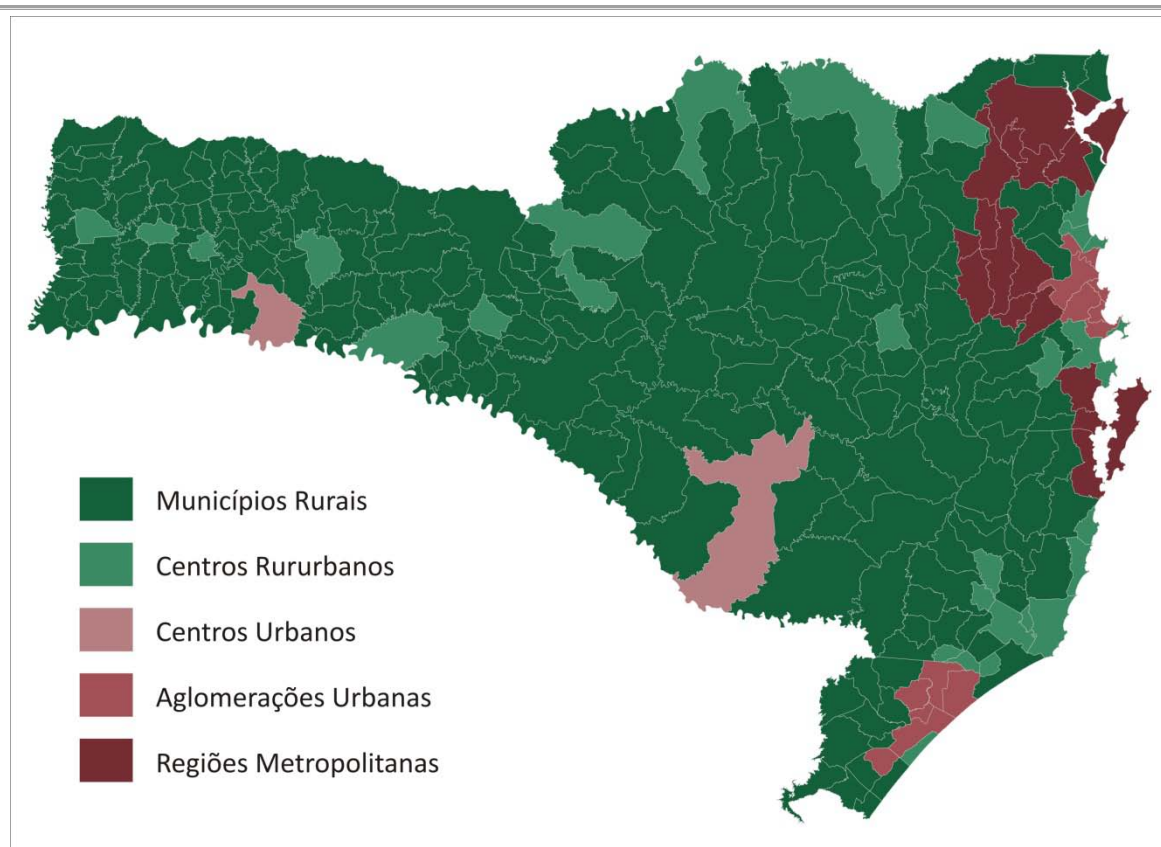 Municípios Rurais
Centros Rururbanos
Centros Urbanos
Aglomerações Urbanas
Regiões Metropolitanas